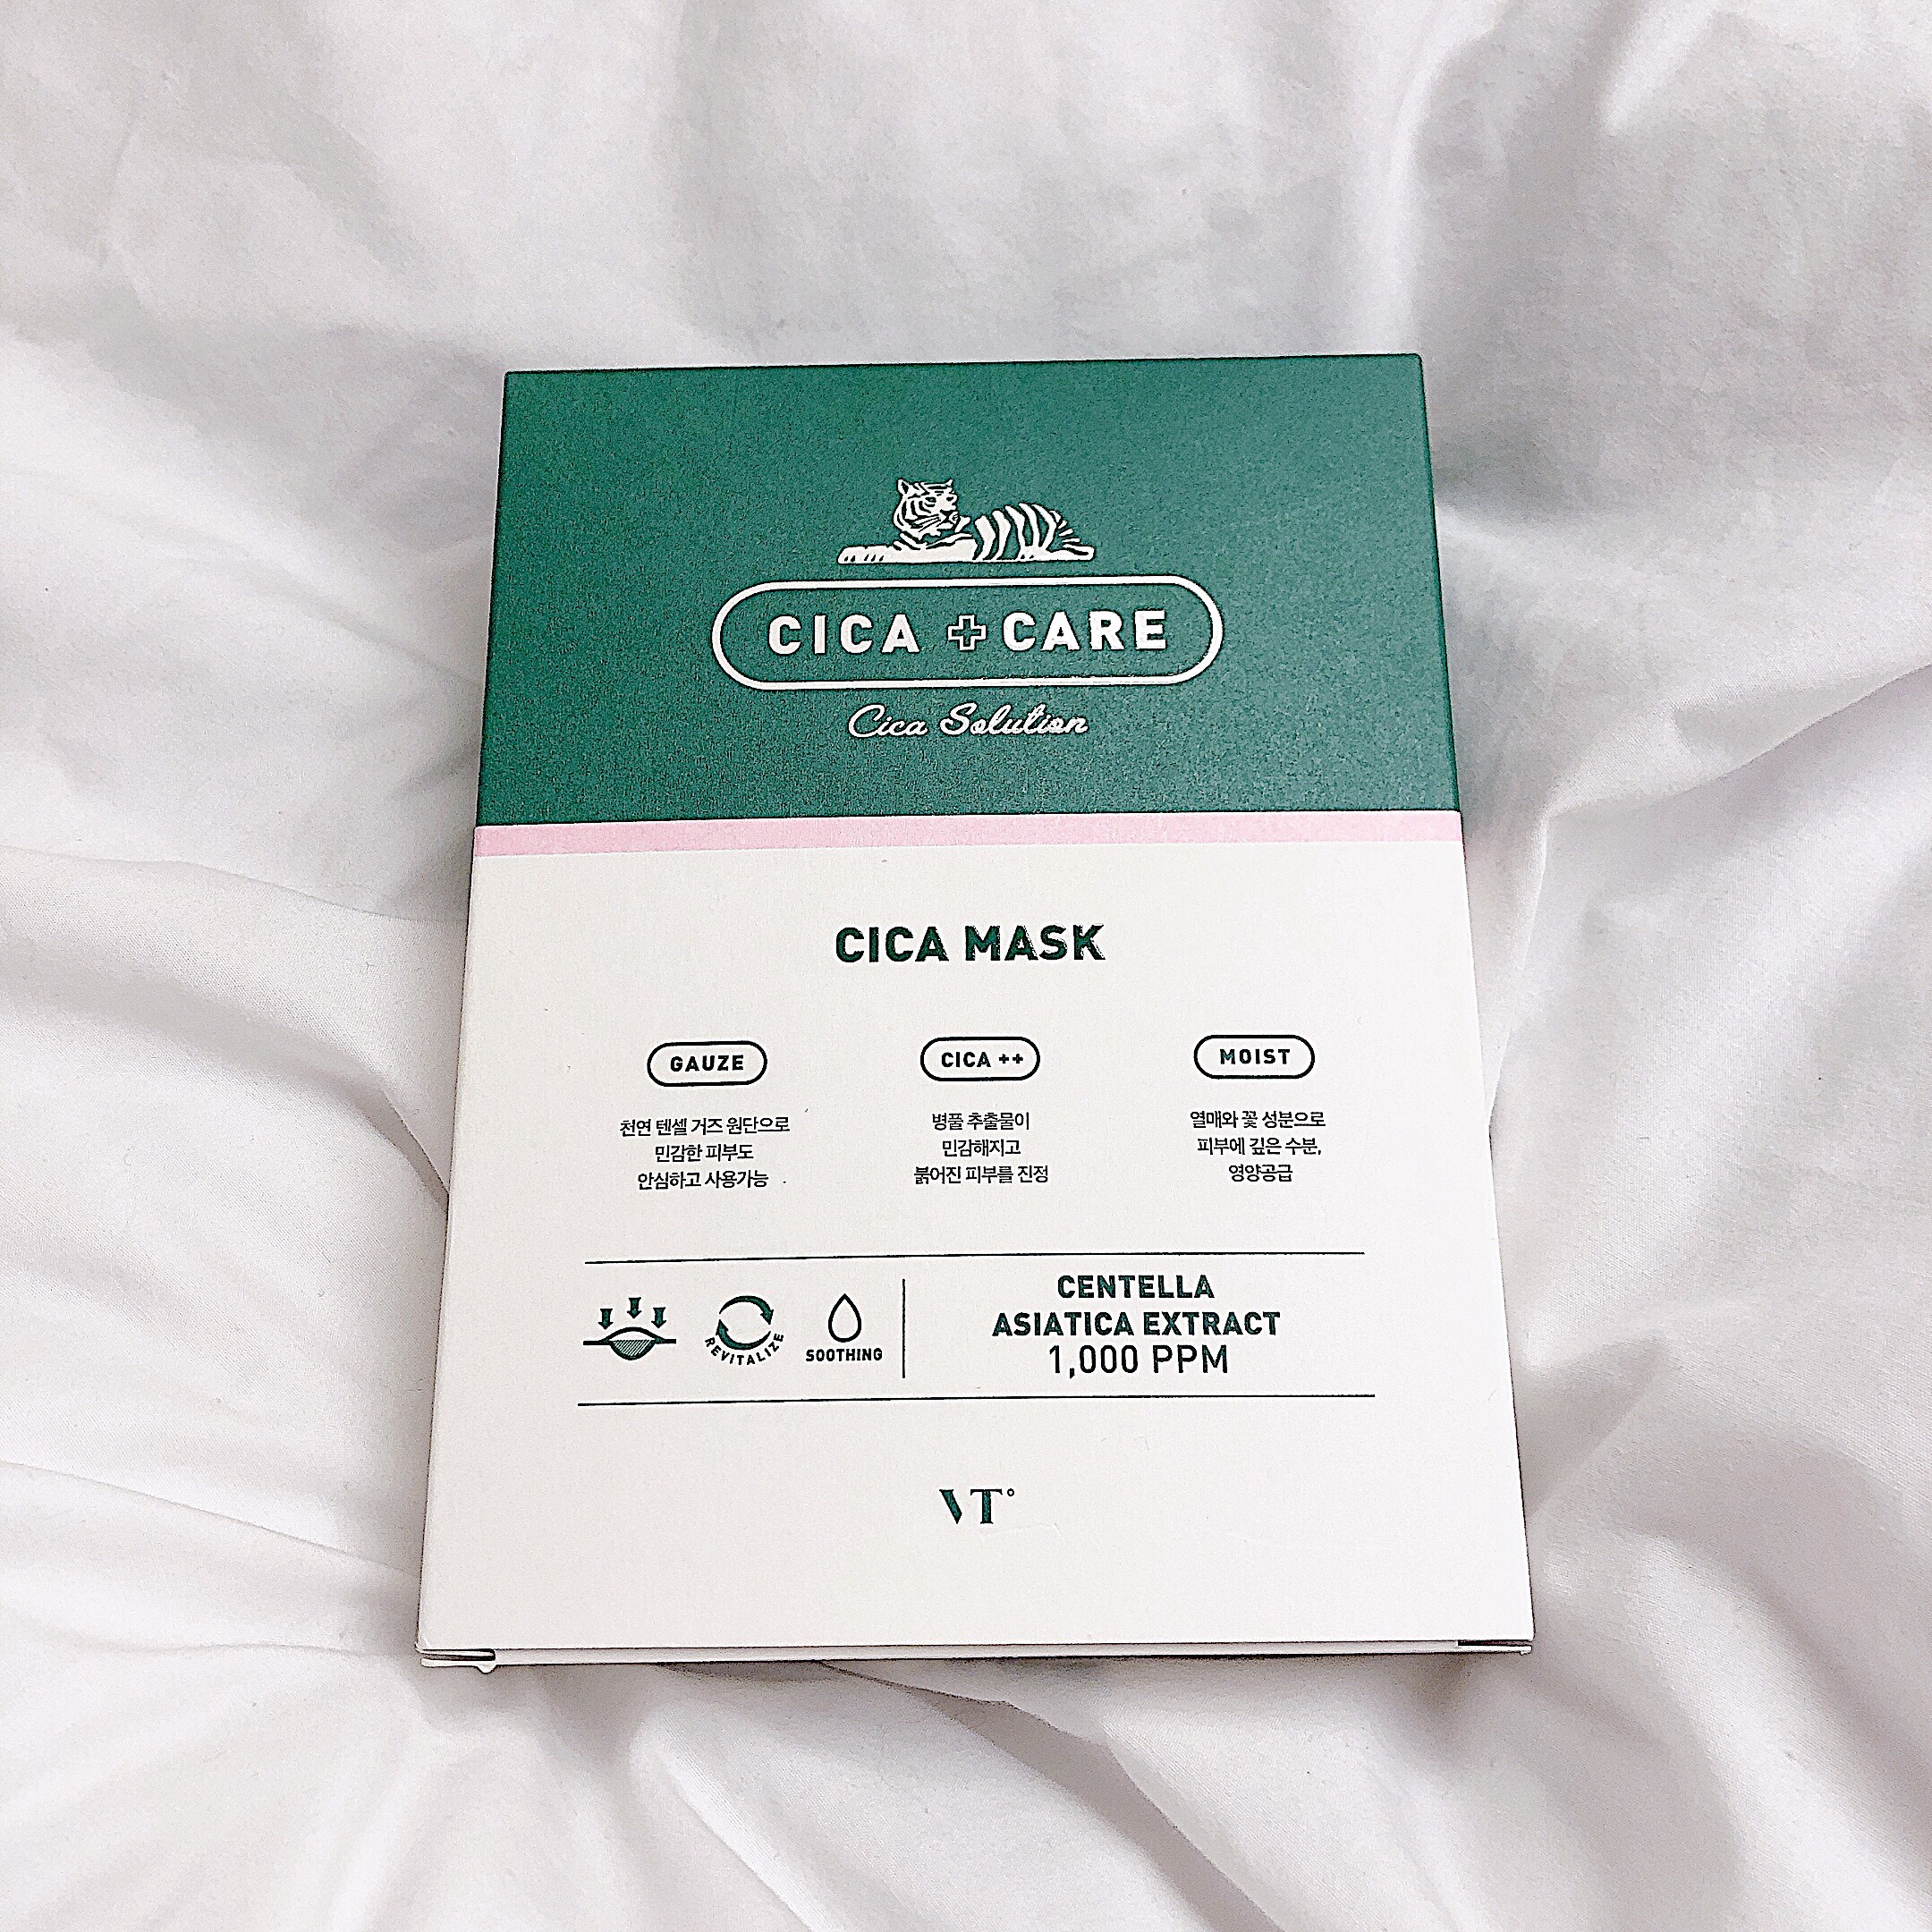 CICA + CARE
Cica Solution
CICA MASK
GAUZE
천연 텐셀 거즈 원단으로
민감한 피부도
안심하고 사용가능
CICA ++
병풀 추출물이
민감해지고
붉어진 피부를 진정
MOIST
열매와 꽃 성분으로
피부에 깊은 수분,
영양공급
REVITALIZE
SOOTHING
CENTELLA
ASIATICA EXTRACT
1,000 PPM
VT°